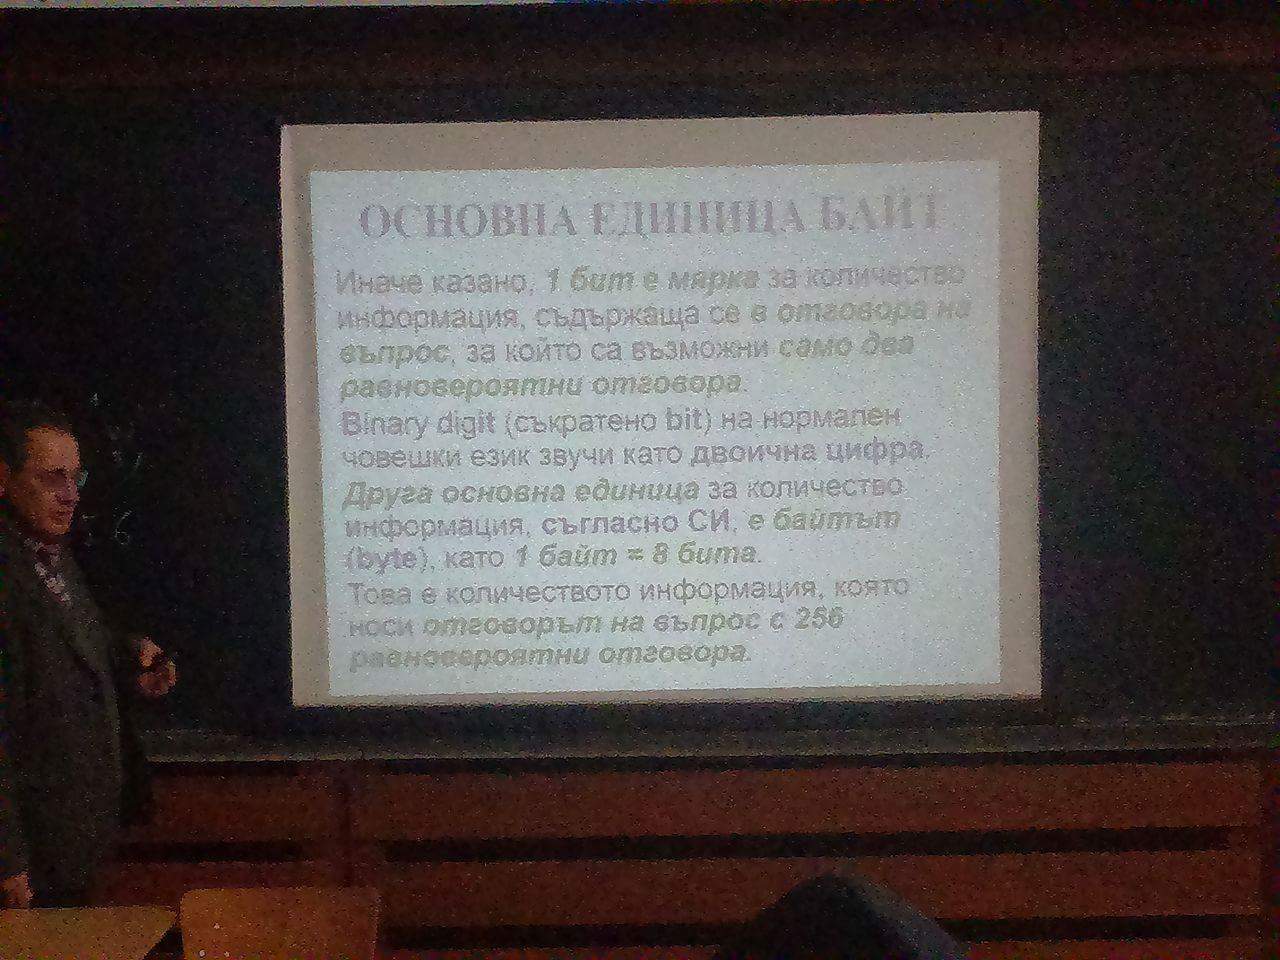 ОСНОВНА ЕДИНИЦА БАЙТ
Иначе казано, 1 бит е мярка за количество
информация, съдържаща се в отговора на
въпрос, за който са възможни само два
равновероятни отговора.
Binary digit (съкратено bit) на нормален
човешки език звучи като двоична цифра.
Друга основна единица за количество
информация, съгласно СИ, е байтът
(byte), като 1 байт = 8 бита.
Това е количеството информация, която
носи отговорът на въпрос с 256
равновероятни отговора.
6